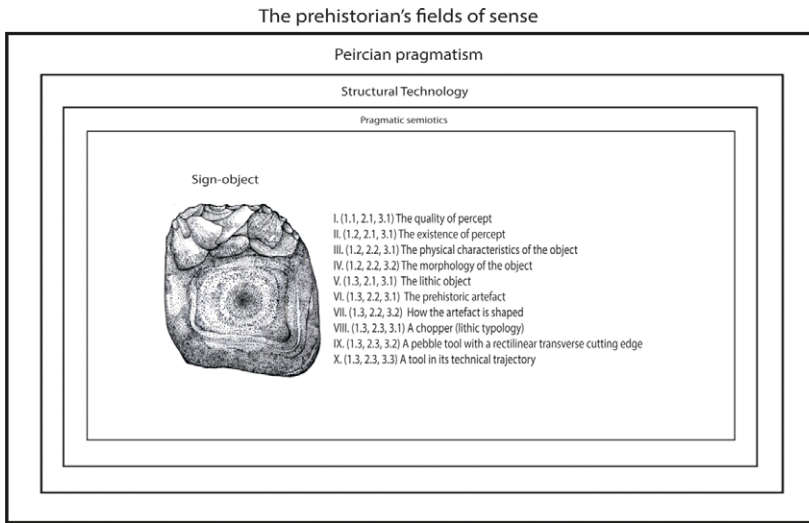 The prehistorian's fields of sense
Peircian pragmatism
Structural Technology
Pragmatic semiotics
Sign-object
I. (1.1, 2.1, 3.1) The quality of percept
II. (1.2, 2.1, 3.1) The existence of percept
III. (1.2, 2.2, 3.1) The physical characteristics of the object
IV. (1.2, 2.2, 3.2) The morphology of the object
V. (1.3, 2.1, 3.1) The lithic object
VI. (1.3, 2.2, 3.1) The prehistoric artefact
VII. (1.3, 2.2, 3.2) How the artefact is shaped
VIII. (1.3, 2.3, 3.1) A chopper (lithic typology)
IX. (1.3, 2.3, 3.2) A pebble tool with a rectilinear transverse cutting edge
X. (1.3, 2.3, 3.3) A tool in its technical trajectory